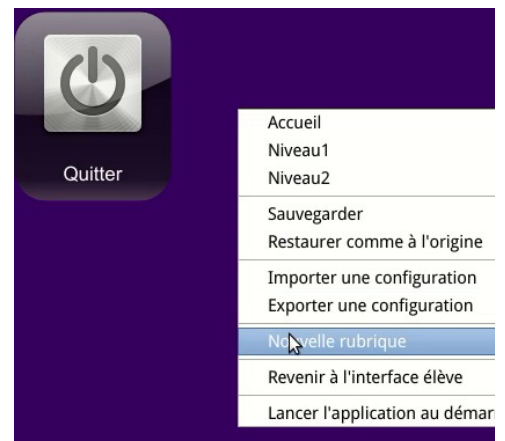 Quitter
Accueil
Niveau1
Niveau2
Sauvegarder
Restaurer comme à l'origine
Importer une configuration
Exporter une configuration
Nouvelle rubrique
Revenir à l'interface élève
Lancer l'application au démar